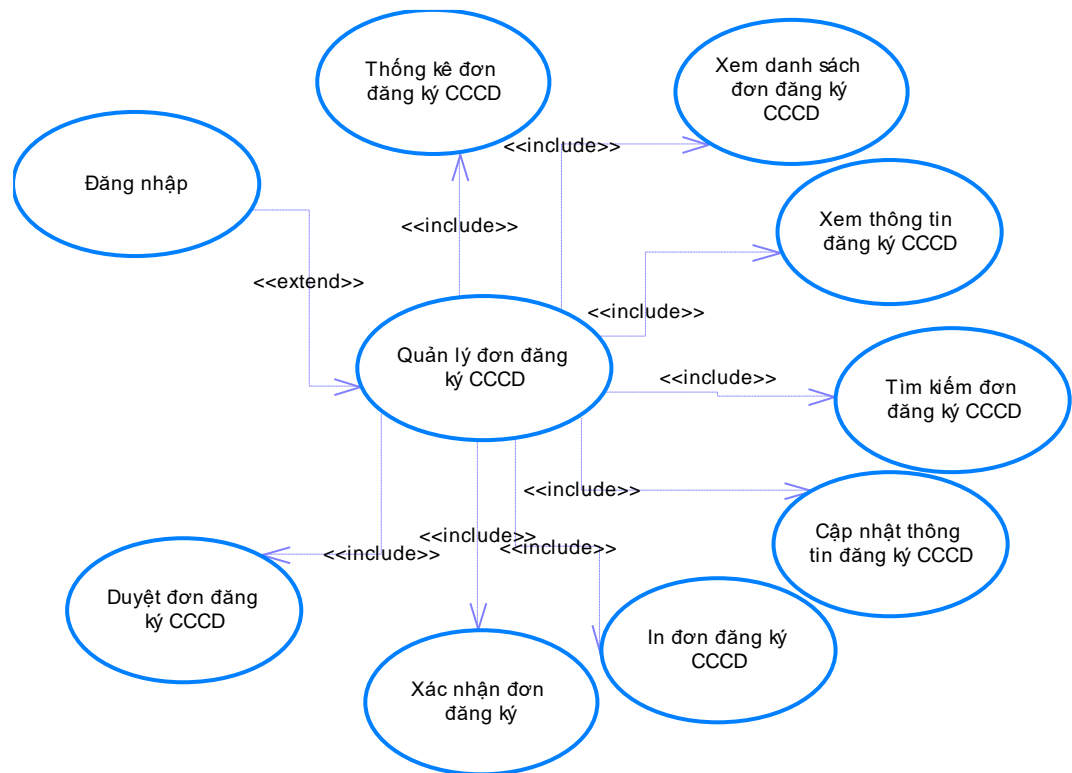 Thống kê đơn
đăng ký CCCD
Xem danh sách
đơn đăng ký
CCCD
<<include>>
Đăng nhập
Xem thông tin
đăng ký CCCD
<<include>>
<<extend>>
<<include>>
Quản lý đơn đăng
ký CCCD
<<include>>
Tìm kiếm đơn
đăng ký CCCD
<<include>>
Cập nhật thông
tin đăng ký CCCD
<<include>>
<<include>>
<<include>>
Duyệt đơn đăng
ký CCCD
In đơn đăng ký
CCCD
Xác nhận đơn
đăng ký